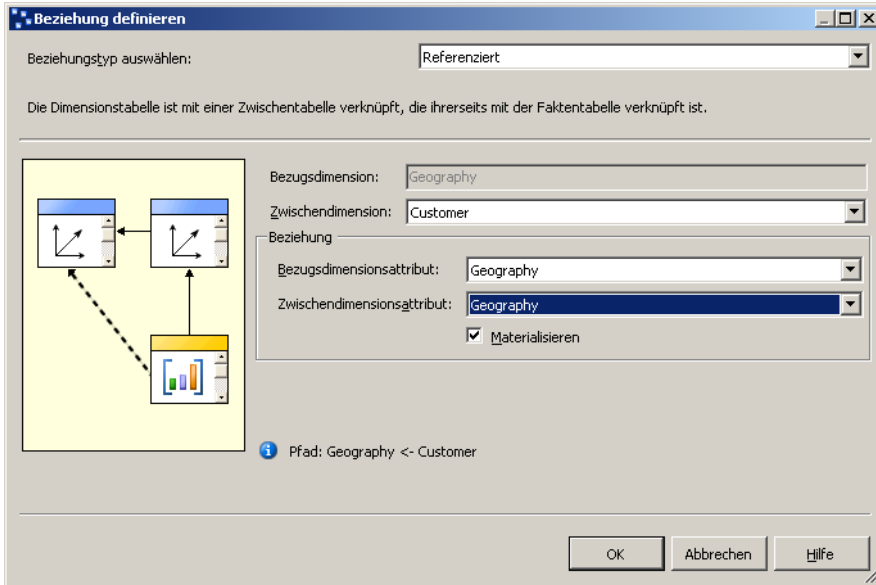 Beziehung definieren
Beziehungstyp auswählen: Referenziert
Die Dimensionstabelle ist mit einer Zwischentabelle verknüpft, die ihrerseits mit der Faktentabelle verknüpft ist.
Bezugsdimension: Geography
Zwischendimension: Customer
Beziehung
Bezugsdimensionsattribut: Geography
Zwischendimensionsattribut: Geography
Materialisieren
Pfad: Geography <- Customer
OK Abbrechen Hilfe